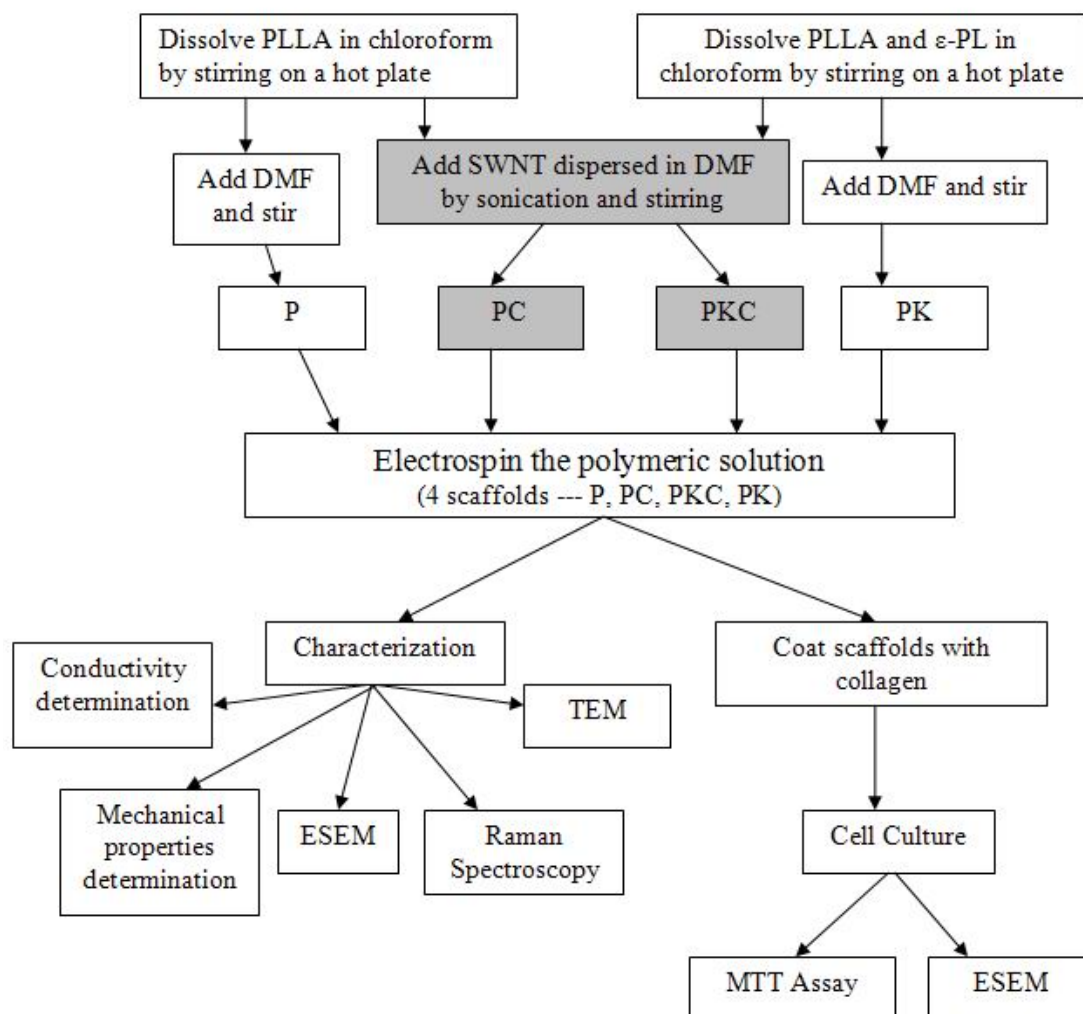 Dissolve PLLA in chloroform
by stirring on a hot plate
Dissolve PLLA and ε-PL in
chloroform by stirring on a hot plate
Add DMF
and stir
Add SWNT dispersed in DMF
by sonication and stirring
Add DMF and stir
P
PC
PKC
PK
Electrospin the polymeric solution
(4 scaffolds --- P, PC, PKC, PK)
Characterization
Coat scaffolds with
collagen
Conductivity
determination
TEM
Mechanical
properties
determination
ESEM
Raman
Spectroscopy
Cell Culture
MTT Assay
ESEM